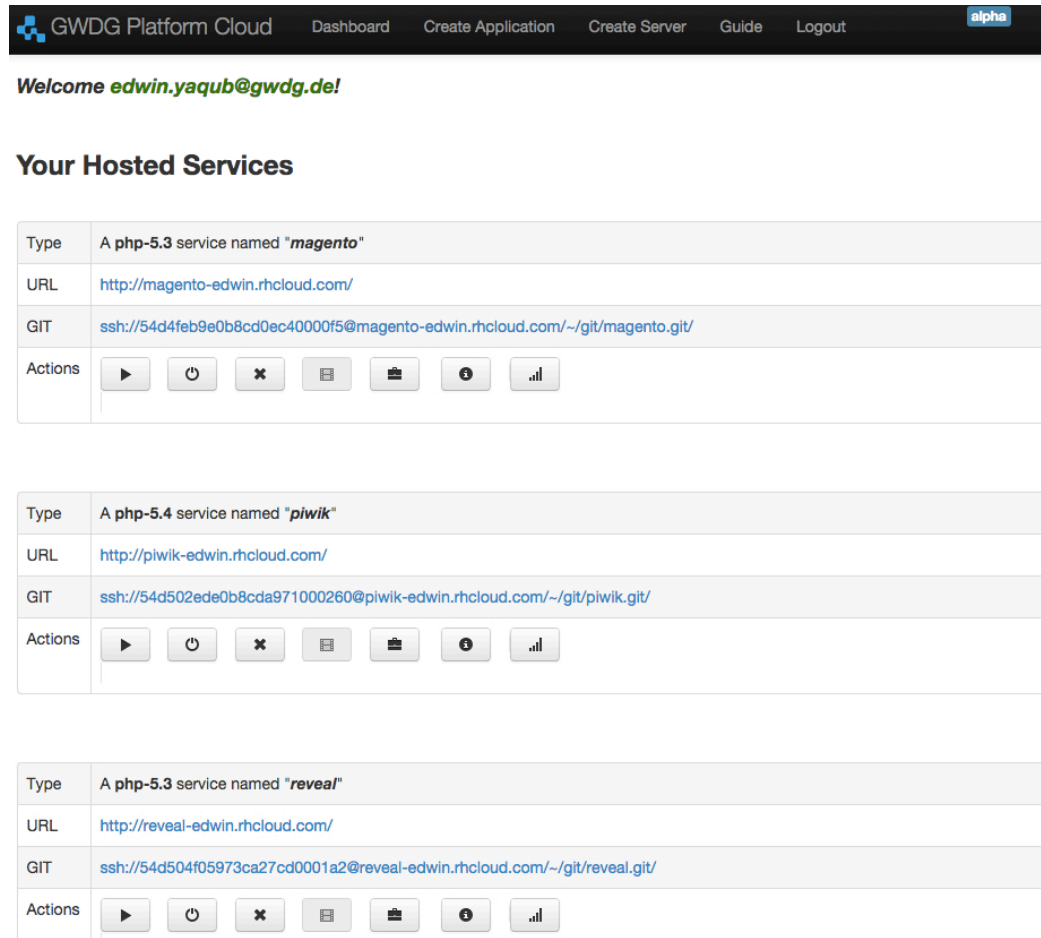 GWDG Platform Cloud Dashboard Create Application Create Server Guide Logout alpha
Welcome edwin.yaqub@gwdg.de!
Your Hosted Services
Type A php-5.3 service named "magento"
URL http://magento-edwin.rhcloud.com/
GIT ssh://54d4feb9e0b8cd0ec40000f5@magento-edwin.rhcloud.com/~/git/magento.git/
Actions
Type A php-5.4 service named "piwik"
URL http://piwik-edwin.rhcloud.com/
GIT ssh://54d502ede0b8cda971000260@piwik-edwin.rhcloud.com/~/git/piwik.git/
Actions
Type A php-5.3 service named "reveal"
URL http://reveal-edwin.rhcloud.com/
GIT ssh://54d504f05973ca27cd0001a2@reveal-edwin.rhcloud.com/~/git/reveal.git/
Actions